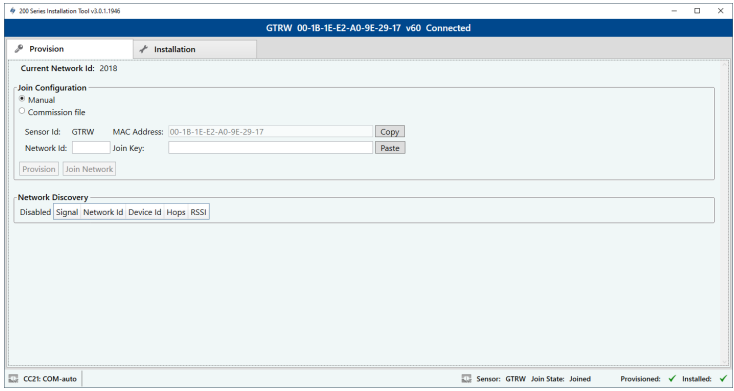 200 Series Installation Tool v3.0.1.1946
GTRW 00-1B-1E-E2-A0-9E-29-17 v60 Connected
Provision Installation
Current Network Id: 2018
Join Configuration
Manual
Commission file
Sensor Id: GTRW MAC Address: 00-1B-1E-E2-A0-9E-29-17 Copy
Network Id: Join Key: Paste
Provision Join Network
Network Discovery
Disabled Signal Network Id Device Id Hops RSSI
CC21: COM-auto Sensor: GTRW Join State: Joined Provisioned: ✓ Installed: ✓